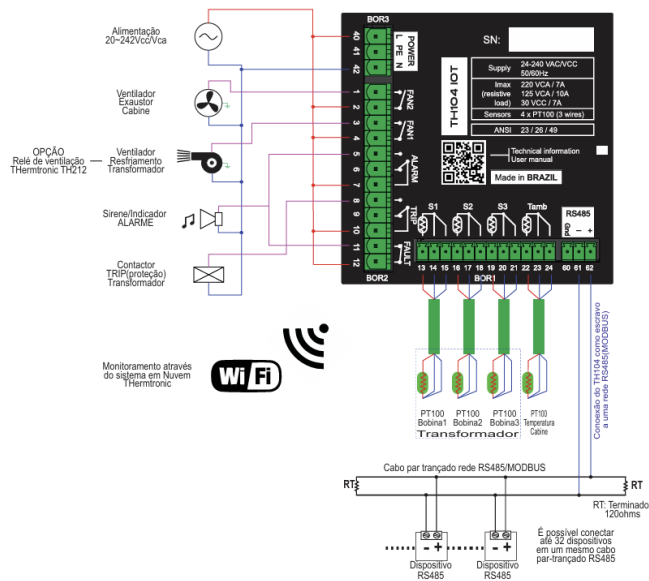 BOR3
Alimentação
20~242Vcc/Vca
40
41
42
POWER
L PE N
SN:
TH104 IOT
Supply
24-240 VAC/VCC
50/60Hz
Imax
(resistive
load)
220 VCA / 7A
125 VCA / 10A
30 VCC / 7A
Sensors
4 x PT100 (3 wires)
ANSI
23 / 26 / 49
Technical information
User manual
Made in BRAZIL
Ventilador
Exaustor
Cabine
1
2
FAN2
3
4
FAN1
5
6
7
ALARM
8
9
10
TRIP
11
12
FAULT
BOR2
OPÇÃO
Relé de ventilação
THermtronic TH212
Ventilador
Resfriamento
Transformador
Sirene/Indicador
ALARME
Contactor
TRIP(proteção)
Transformador
S1
S2
S3
Tamb
RS485
Gnd
–
+
13 14 15 16 17 18 19 20 21 22 23 24
60 61 62
BOR1
Monitoramento através
do sistema em Nuvem
THermtronic
Wi Fi
PT100
Bobina1
PT100
Bobina2
PT100
Bobina3
PT100
Temperatura
Cabine
Transformador
Conoexão do TH104 como escravo
a uma rede RS485(MODBUS)
Cabo par trançado rede RS485/MODBUS
RT
RT
RT: Terminado
120ohms
- +
- +
Dispositivo
RS485
Dispositivo
RS485
É possível conectar
até 32 dispositivos
em um mesmo cabo
par-trançado RS485